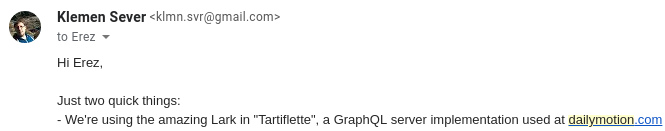 Klemen Sever <klmn.svr@gmail.com>
to Erez
Hi Erez,
Just two quick things:
- We're using the amazing Lark in "Tartiflette", a GraphQL server implementation used at dailymotion.com